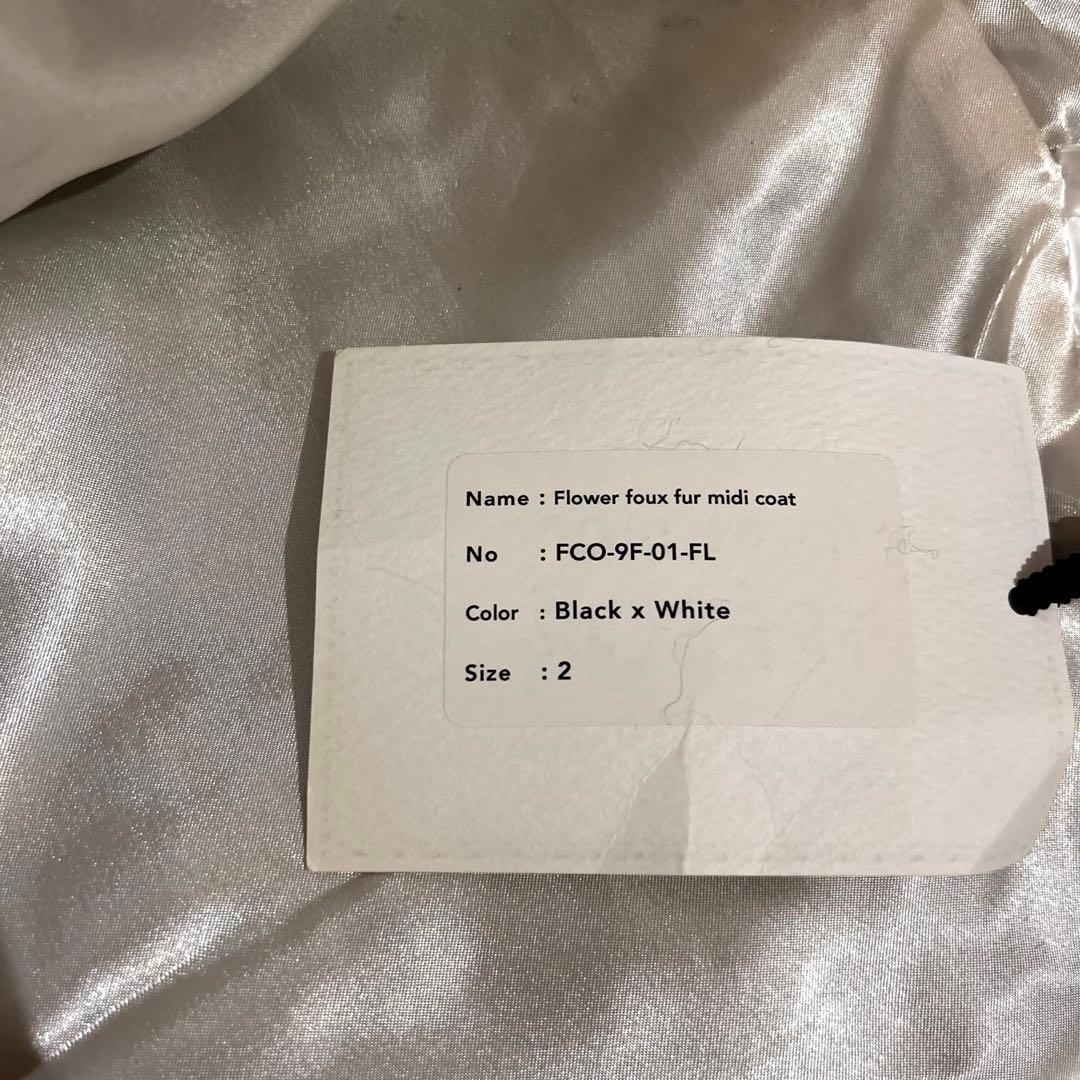 Name : Flower foux fur midi coat
No : FCO-9F-01-FL
Color : Black x White
Size : 2